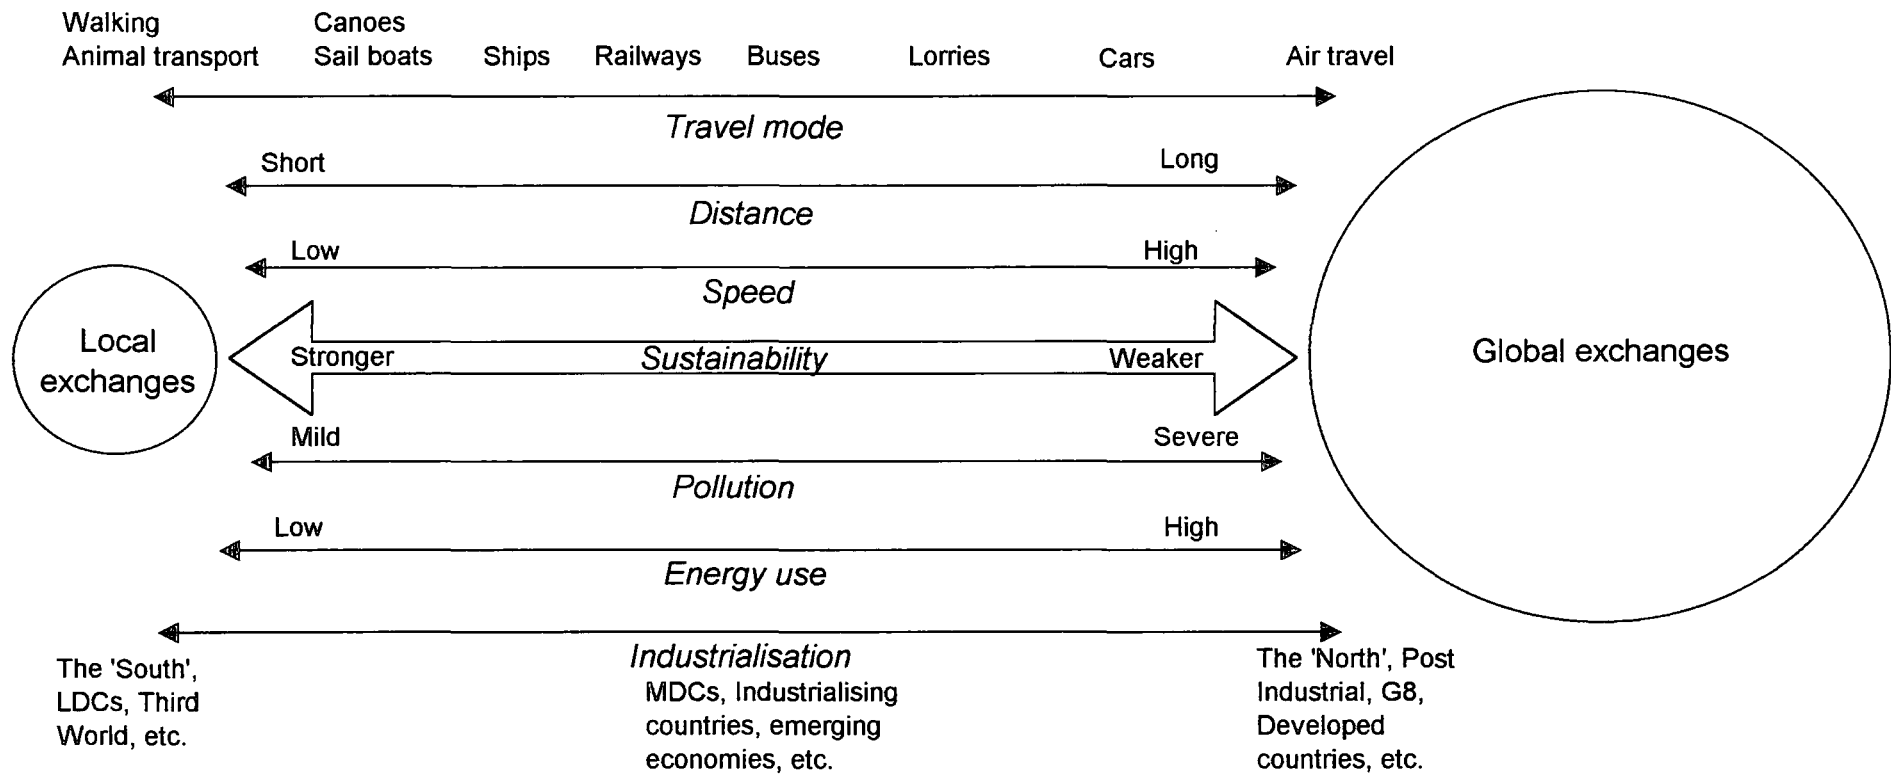 Walking
Animal transport
Canoes
Sail boats
Ships
Railways
Buses
Lorries
Cars
Air travel
Travel mode
Short
Long
Distance
Low
High
Speed
Local
exchanges
Stronger
Sustainability
Weaker
Global exchanges
Mild
Severe
Pollution
Low
High
Energy use
Industrialisation
The 'South',
LDCs, Third
World, etc.
MDCs, Industrialising
countries, emerging
economies, etc.
The 'North', Post
Industrial, G8,
Developed
countries, etc.